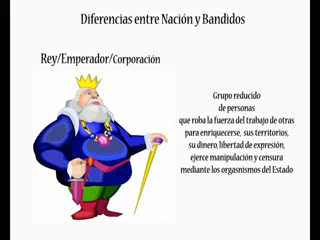 Diferencias entre Nación y Bandidos
Rey/Emperador/Corporación
Grupo reducido
de personas
que roba la fuerza del trabajo de otras
para enriquecerse, sus territorios,
su dinero, libertad de expresión,
ejerce manipulación y censura
mediante los orgasnismos del Estado